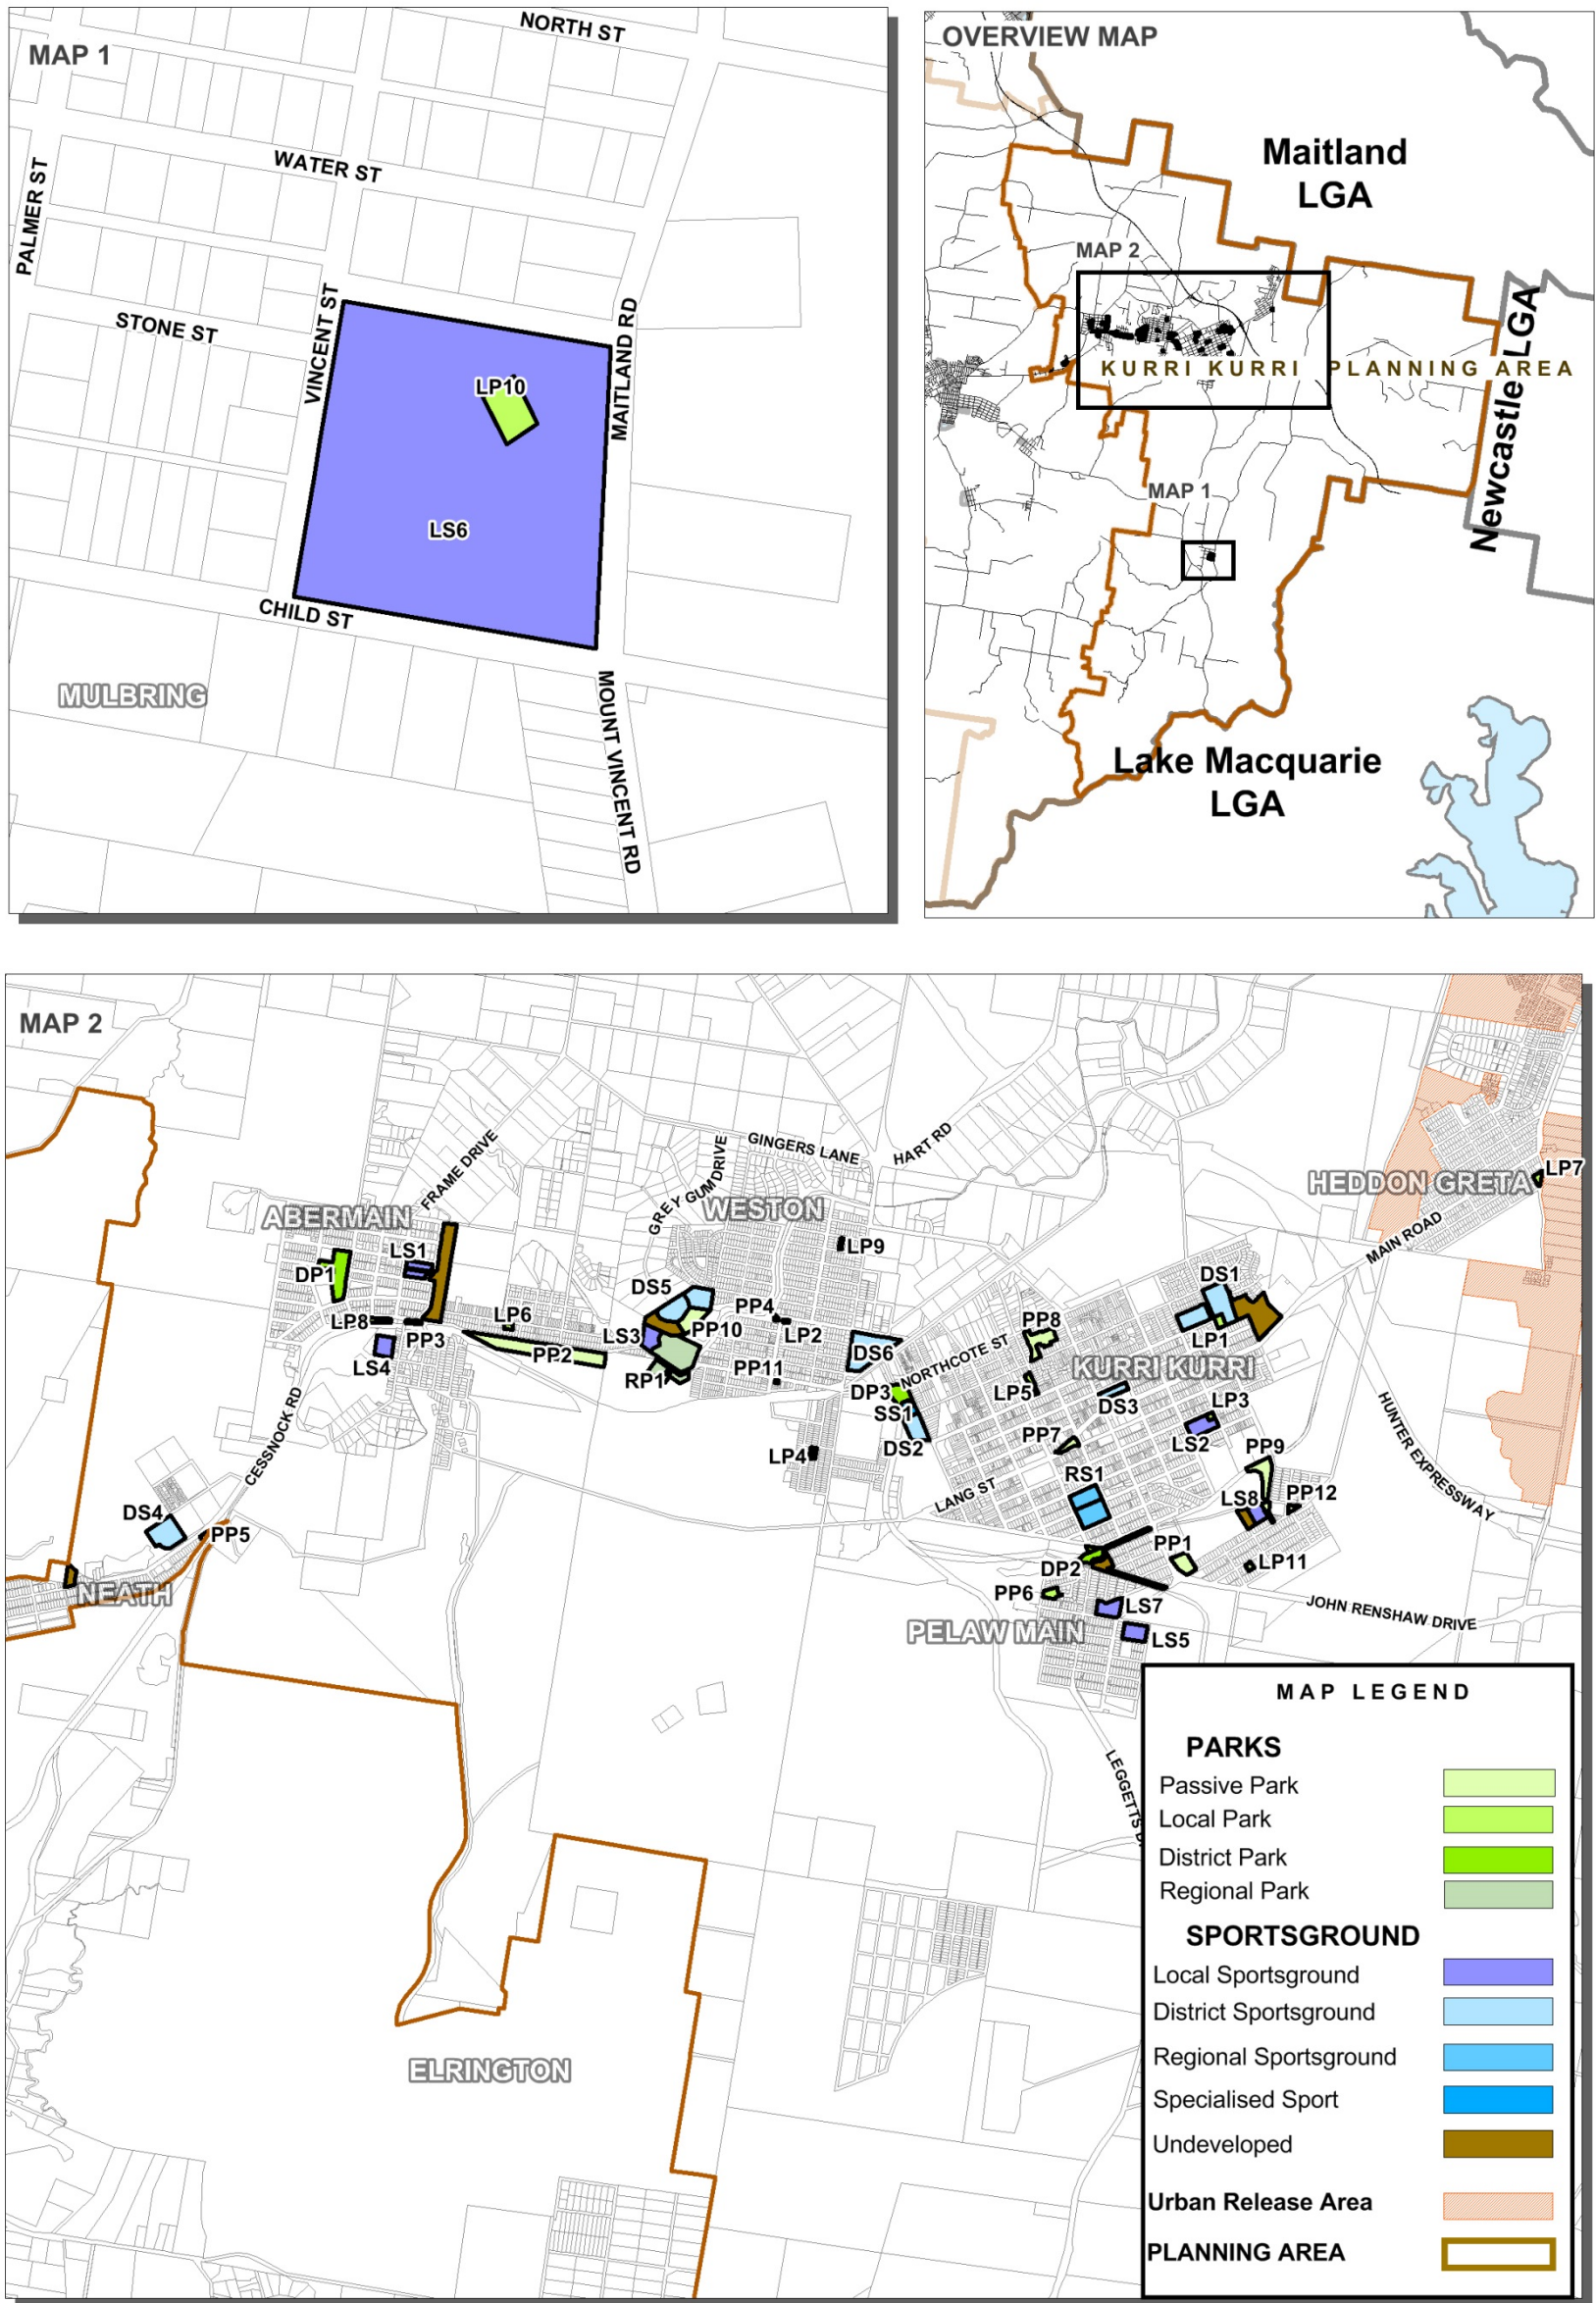 MAP 1
NORTH ST
WATER ST
PALMER ST
STONE ST
VINCENT ST
MAITLAND RD
LP10
LS6
CHILD ST
MULBRING
MOUNT VINCENT RD
OVERVIEW MAP
Maitland
LGA
MAP 2
KURRI KURRI PLANNING AREA
Newcastle LGA
MAP 1
Lake Macquarie
LGA
MAP 2
FRAME DRIVE
GREY GUM DRIVE
GINGERS LANE
HART RD
HEDDON GRETA
LP7
ABERMAIN
WESTON
MAIN ROAD
LS1
LP9
DP1
DS5
DS1
LP8
PP3
LP6
LS3
PP10
PP4
LP2
PP8
LP1
LS4
PP2
RP1
PP11
DS6
NORTHCOTE ST
KURRI KURRI
DP3
LP5
DS3
LP3
SS1
DS2
LS2
PP7
LP4
PP9
HUNTER EXPRESSWAY
CESSNOCK RD
RS1
LANG ST
LS8
PP12
DS4
PP5
PP1
DP2
LP11
NEATH
PP6
LS7
JOHN RENSHAW DRIVE
PELAW MAIN
LS5
LEGGETTS D
ELRINGTON
MAP LEGEND
PARKS
Passive Park
Local Park
District Park
Regional Park
SPORTSGROUND
Local Sportsground
District Sportsground
Regional Sportsground
Specialised Sport
Undeveloped
Urban Release Area
PLANNING AREA